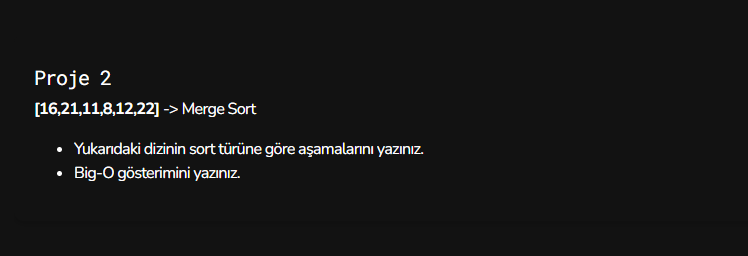 Proje 2
[16,21,11,8,12,22] -> Merge Sort
• Yukarıdaki dizinin sort türüne göre aşamalarını yazınız.
• Big-O gösterimini yazınız.